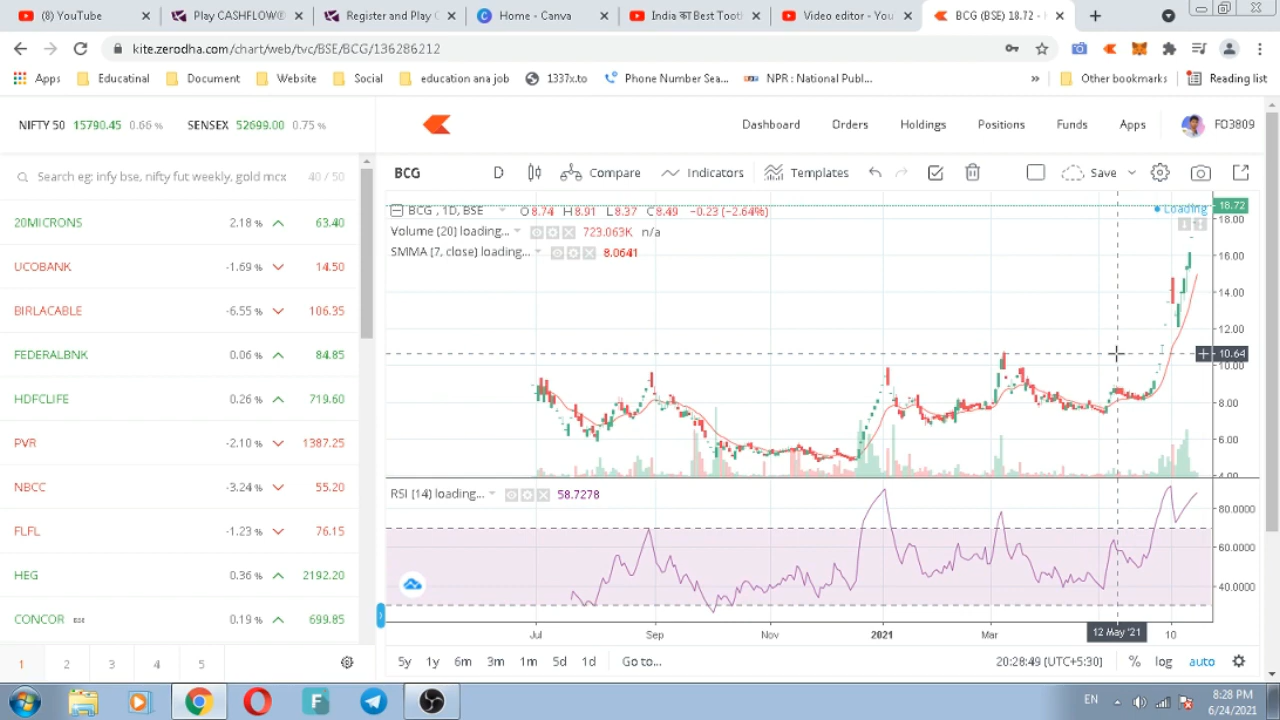 (8) YouTube
Play CASHFLOW®
Register and Play C
Home - Canva
India का Best Toot
Video editor - You
BCG (BSE) 18.72 -
kite.zerodha.com/chart/web/tvc/BSE/BCG/136286212
Apps
Educatinal
Document
Website
Social
education ana job
1337x.to
Phone Number Sea...
npr
NPR : National Publ...
»
Other bookmarks
Reading list
NIFTY 50 15790.45 0.66 %
SENSEX 52699.00 0.75 %
Dashboard
Orders
Holdings
Positions
Funds
Apps
FD3809
Search eg: infy bse, nifty fut weekly, gold mcx
40 / 50
20MICRONS 2.18 % 63.40
UCOBANK -1.69 % 14.50
BIRLACABLE -6.55 % 106.35
FEDERALBNK 0.06 % 84.85
HDFCLIFE 0.26 % 719.60
PVR -2.10 % 1387.25
NBCC -3.24 % 55.20
FLFL -1.23 % 76.15
HEG 0.36 % 2192.20
CONCOR BSE 0.19 % 699.85
1 2 3 4 5
BCG
D
Compare
Indicators
Templates
Save
BCG , 1D, BSE O8.74 H8.91 L8.37 C8.49 -0.23 (-2.64%)
Loading
Volume (20) loading... 723.063K n/a
SMMA (7, close) loading... 8.0641
18.72
18.00
16.00
14.00
12.00
10.64
10.00
8.00
6.00
4.00
RSI (14) loading... 58.7278
80.0000
60.0000
40.0000
Jul
Sep
Nov
2021
Mar
12 May '21
10
5y 1y 6m 3m 1m 5d 1d Go to...
20:28:49 (UTC+5:30)
% log auto
F
EN
8:28 PM
6/24/2021